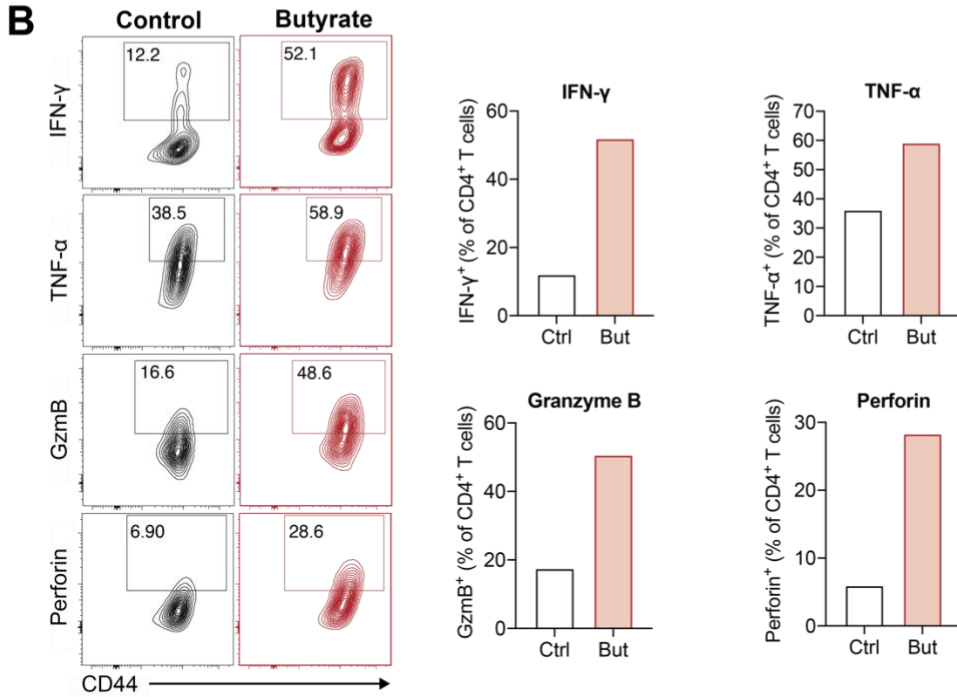 B
Control Butyrate
IFN-γ
12.2
52.1
TNF-α
38.5
58.9
GzmB
16.6
48.6
Perforin
6.90
28.6
CD44
IFN-γ
IFN-γ⁺ (% of CD4⁺ T cells)
60
40
20
0
Ctrl But
TNF-α
TNF-α⁺ (% of CD4⁺ T cells)
70
60
50
40
30
20
10
0
Ctrl But
Granzyme B
GzmB⁺ (% of CD4⁺ T cells)
60
40
20
0
Ctrl But
Perforin
Perforin⁺ (% of CD4⁺ T cells)
30
20
10
0
Ctrl But